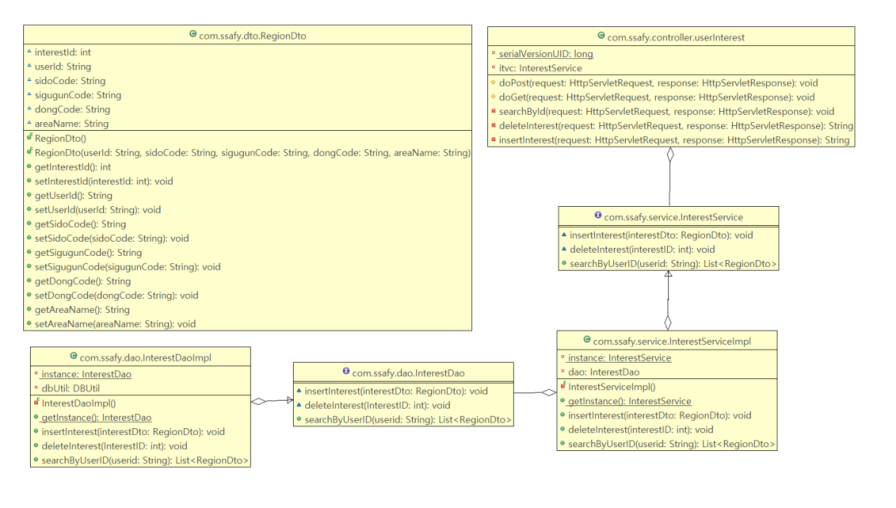 com.ssafy.dto.RegionDto
interestId: int
userId: String
sidoCode: String
sigugunCode: String
dongCode: String
areaName: String
RegionDto()
RegionDto(userId: String, sidoCode: String, sigugunCode: String, dongCode: String, areaName: String)
getInterestId(): int
setInterestId(interestId: int): void
getUserId(): String
setUserId(userId: String): void
getSidoCode(): String
setSidoCode(sidoCode: String): void
getSigugunCode(): String
setSigugunCode(sigugunCode: String): void
getDongCode(): String
setDongCode(dongCode: String): void
getAreaName(): String
setAreaName(areaName: String): void
com.ssafy.controller.userInterest
serialVersionUID: long
itvc: InterestService
doPost(request: HttpServletRequest, response: HttpServletResponse): void
doGet(request: HttpServletRequest, response: HttpServletResponse): void
searchById(request: HttpServletRequest, response: HttpServletResponse): void
deleteInterest(request: HttpServletRequest, response: HttpServletResponse): String
insertInterest(request: HttpServletRequest, response: HttpServletResponse): String
com.ssafy.service.InterestService
insertInterest(interestDto: RegionDto): void
deleteInterest(interestID: int): void
searchByUserID(userid: String): List<RegionDto>
com.ssafy.dao.InterestDaoImpl
instance: InterestDao
dbUtil: DBUtil
InterestDaoImpl()
getInstance(): InterestDao
insertInterest(interestDto: RegionDto): void
deleteInterest(InterestID: int): void
searchByUserID(userid: String): List<RegionDto>
com.ssafy.dao.InterestDao
insertInterest(interestDto: RegionDto): void
deleteInterest(InterestID: int): void
searchByUserID(userid: String): List<RegionDto>
com.ssafy.service.InterestServiceImpl
instance: InterestService
dao: InterestDao
InterestServiceImpl()
getInstance(): InterestService
insertInterest(interestDto: RegionDto): void
deleteInterest(interestID: int): void
searchByUserID(userid: String): List<RegionDto>